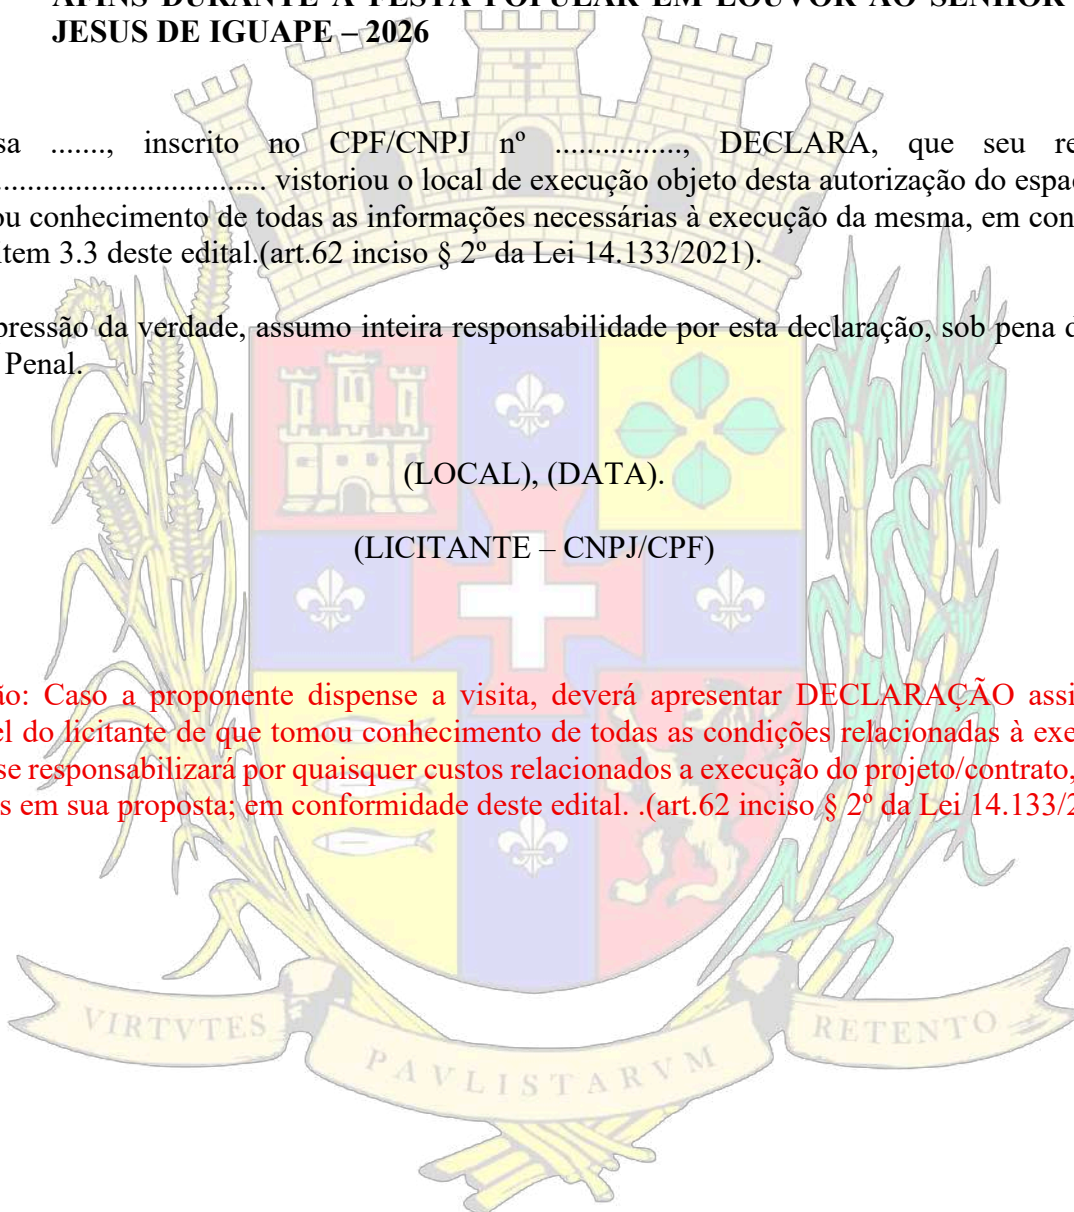 AFINS DURANTE A FESTA POPULAR EM LOUVOR AO SENHOR
JESUS DE IGUAPE – 2026
sa ......., inscrito no CPF/CNPJ nº ..............., DECLARA, que seu re
................................. vistoriou o local de execução objeto desta autorização do espaç
ou conhecimento de todas as informações necessárias à execução da mesma, em con
item 3.3 deste edital.(art.62 inciso § 2º da Lei 14.133/2021).
pressão da verdade, assumo inteira responsabilidade por esta declaração, sob pena d
Penal.
(LOCAL), (DATA).
(LICITANTE – CNPJ/CPF)
ão: Caso a proponente dispense a visita, deverá apresentar DECLARAÇÃO assi
el do licitante de que tomou conhecimento de todas as condições relacionadas à exe
se responsabilizará por quaisquer custos relacionados a execução do projeto/contrato,
s em sua proposta; em conformidade deste edital. .(art.62 inciso § 2º da Lei 14.133/2
VIRTVTES PAVLISTARVM RETENTO